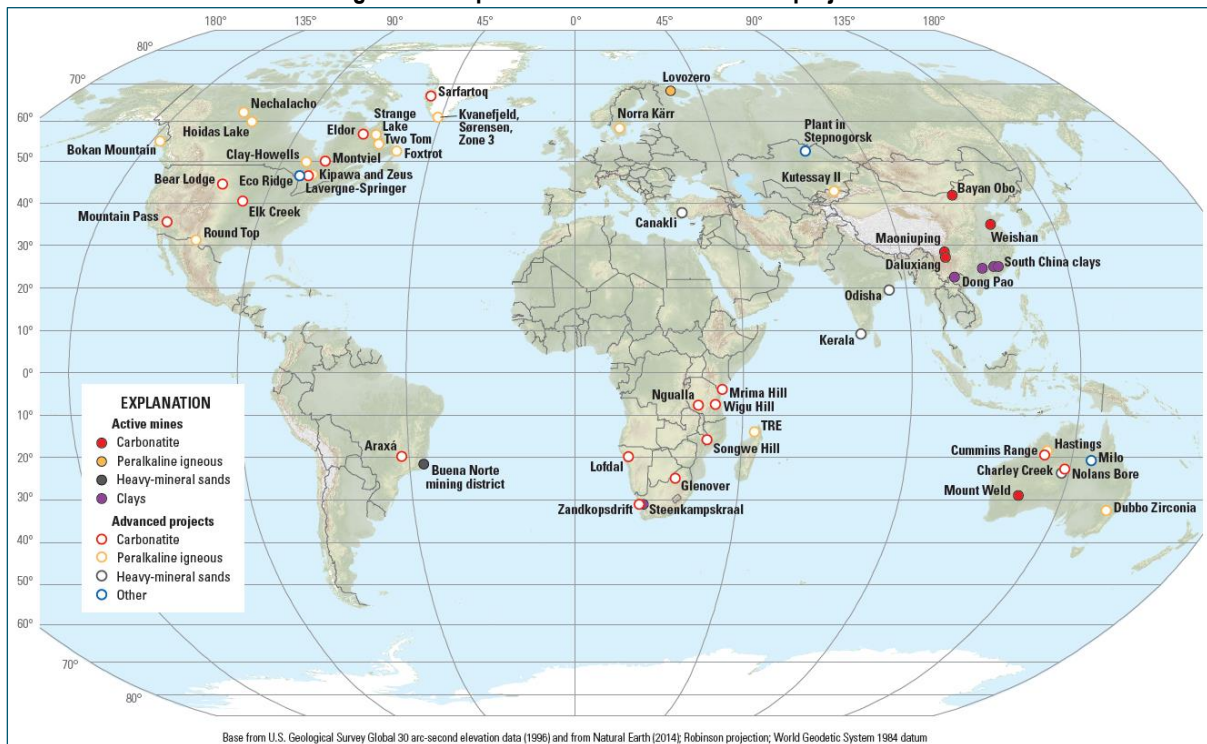 180° 135° 90° 45° 0° 45° 90° 135° 180°
80°
70°
60°
50°
40°
30°
20°
10°
0°
10°
20°
30°
40°
50°
60°
70°
80°
Nechalacho
Hoidas Lake
Bokan Mountain
Clay-Howells
Bear Lodge
Eco Ridge
Mountain Pass
Round Top
Elk Creek
Eldor
Strange
Lake
Two Tom
Foxtrot
Montviel
Kipawa and Zeus
Lavergne-Springer
Sarfartoq
Kvanefjeld,
Sørensen,
Zone 3
Lovozero
Norra Kärr
Plant in
Stepnogorsk
Kutessay II
Canakli
Bayan Obo
Weishan
Maoniuping
Daluxiang
South China clays
Dong Pao
Odisha
Kerala
Araxá
Buena Norte
mining district
Ngualla
Mrima Hill
Wigu Hill
TRE
Songwe Hill
Lofdal
Glenover
Zandkopsdrift
Steenkampskraal
Cummins Range
Hastings
Milo
Charley Creek
Nolans Bore
Mount Weld
Dubbo Zirconia
EXPLANATION
Active mines
Carbonatite
Peralkaline igneous
Heavy-mineral sands
Clays
Advanced projects
Carbonatite
Peralkaline igneous
Heavy-mineral sands
Other
Base from U.S. Geological Survey Global 30 arc-second elevation data (1996) and from Natural Earth (2014); Robinson projection; World Geodetic System 1984 datum